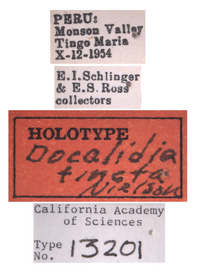 PERU:
Monson Valley
Tingo Maria
X-12-1954
E.I.Schlinger
& E.S.Ross
collectors
HOLOTYPE
Docalidia
tincta
Nielson
California Academy
of Sciences
Type
No. 13201